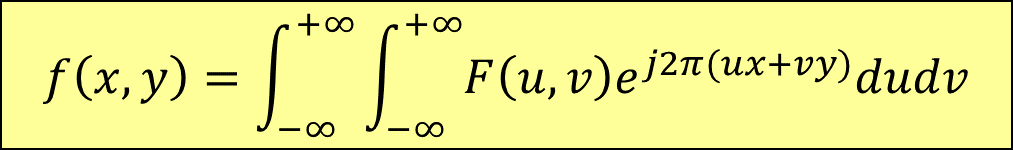 f(x, y) = ∫_{−∞}^{+∞} ∫_{−∞}^{+∞} F(u, v)e^{j2π(ux+vy)}dudv